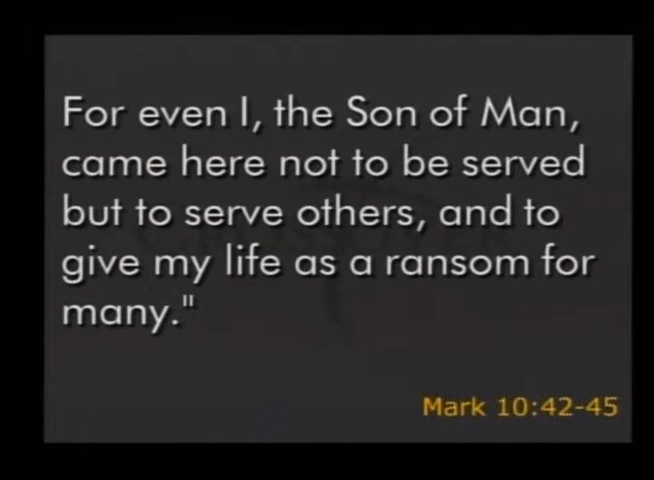 For even I, the Son of Man,
came here not to be served
but to serve others, and to
give my life as a ransom for
many."
Mark 10:42-45